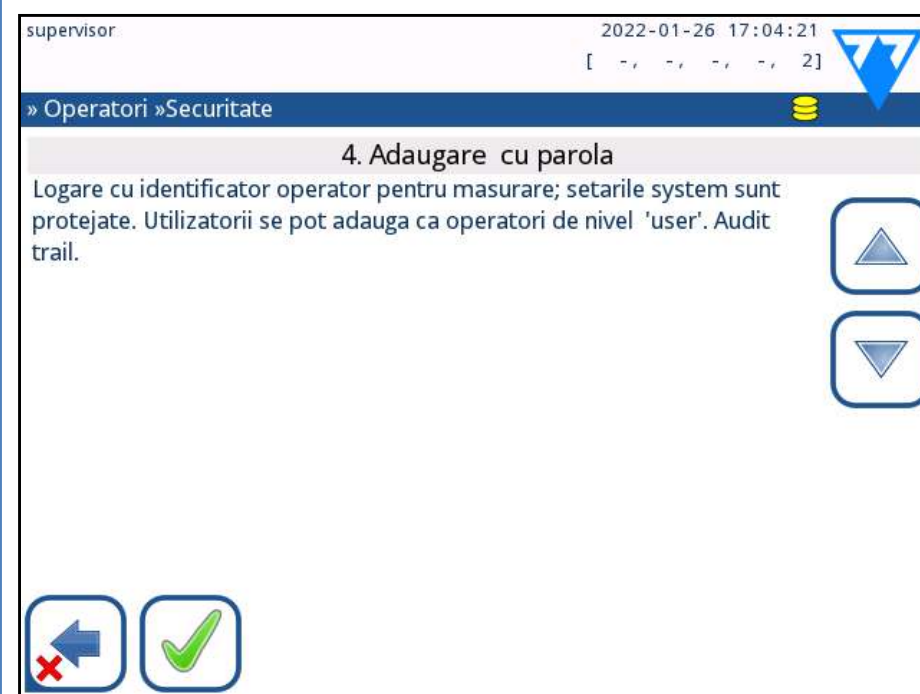 supervisor
2022-01-26 17:04:21
[ -, -, -, -, 2]
» Operatori »Securitate
4. Adaugare cu parola
Logare cu identificator operator pentru masurare; setarile system sunt
protejate. Utilizatorii se pot adauga ca operatori de nivel 'user'. Audit
trail.